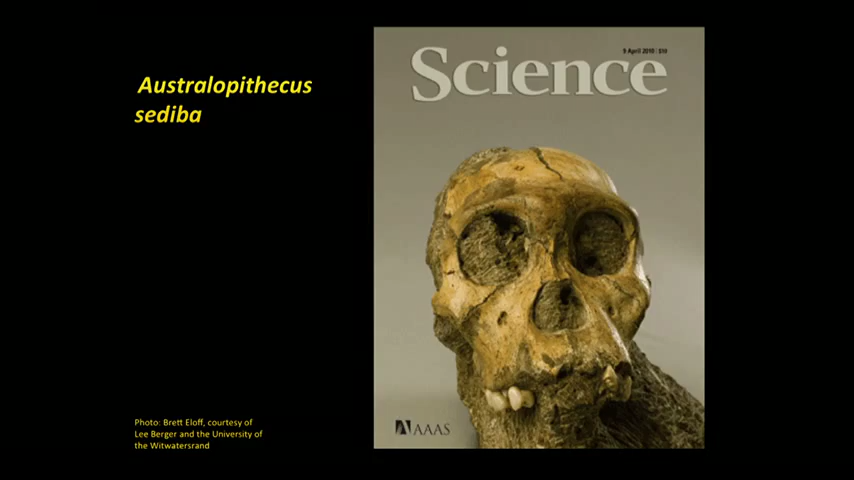 Australopithecus
sediba
9 April 2010 | $10
Science
Photo: Brett Eloff, courtesy of
Lee Berger and the University of
the Witwatersrand
AAAS